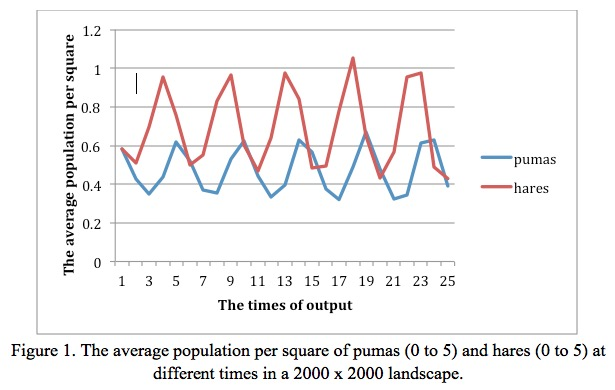 The average population per square
1.2
1
0.8
0.6
0.4
0.2
0
1 3 5 7 9 11 13 15 17 19 21 23 25
The times of output
pumas
hares
Figure 1. The average population per square of pumas (0 to 5) and hares (0 to 5) at
different times in a 2000 x 2000 landscape.